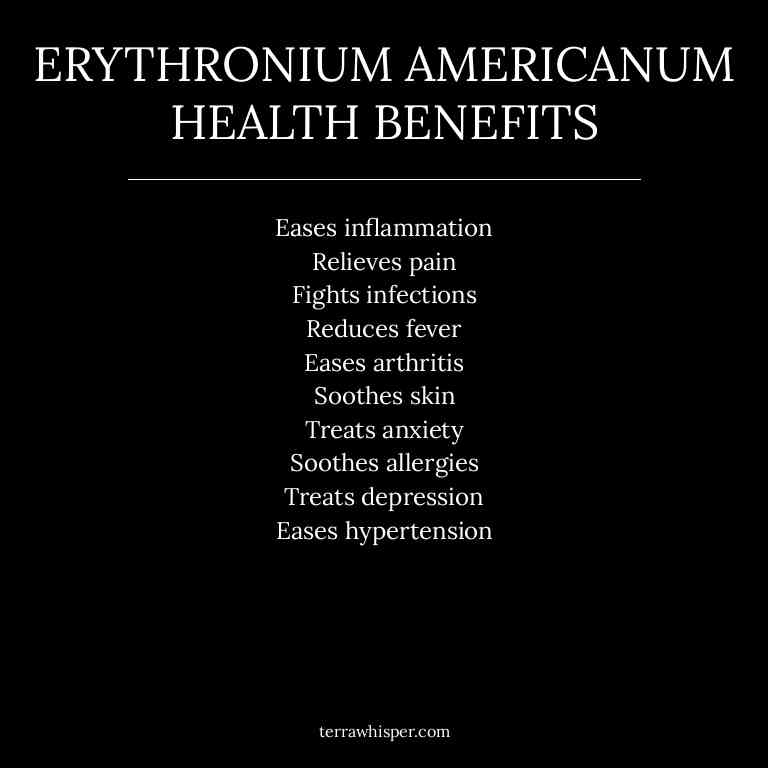 ERYTHRONIUM AMERICANUM
HEALTH BENEFITS
Eases inflammation
Relieves pain
Fights infections
Reduces fever
Eases arthritis
Soothes skin
Treats anxiety
Soothes allergies
Treats depression
Eases hypertension
terrawhisper.com